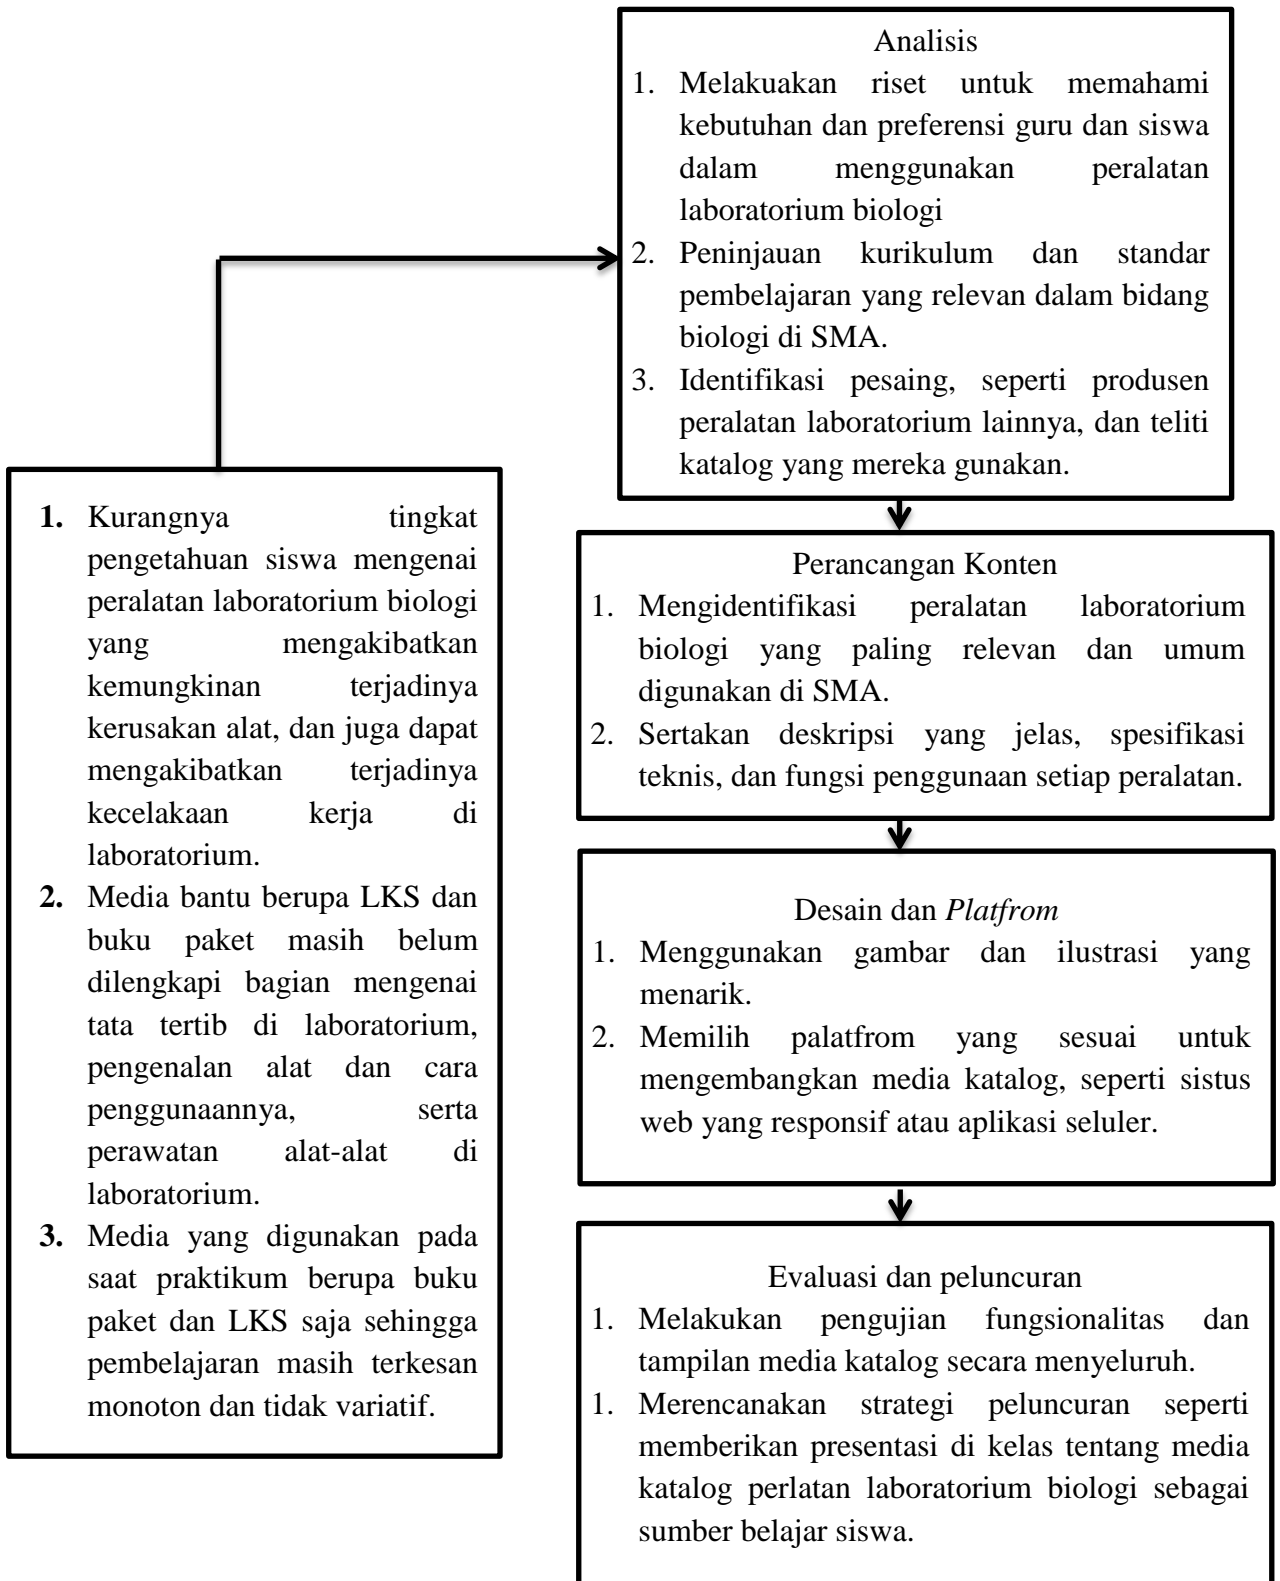 Analisis
1. Melakuakan riset untuk memahami
kebutuhan dan preferensi guru dan siswa
dalam menggunakan peralatan
laboratorium biologi
2. Peninjauan kurikulum dan standar
pembelajaran yang relevan dalam bidang
biologi di SMA.
3. Identifikasi pesaing, seperti produsen
peralatan laboratorium lainnya, dan teliti
katalog yang mereka gunakan.
1. Kurangnya tingkat
pengetahuan siswa mengenai
peralatan laboratorium biologi
yang mengakibatkan
kemungkinan terjadinya
kerusakan alat, dan juga dapat
mengakibatkan terjadinya
kecelakaan kerja di
laboratorium.
2. Media bantu berupa LKS dan
buku paket masih belum
dilengkapi bagian mengenai
tata tertib di laboratorium,
pengenalan alat dan cara
penggunaannya, serta
perawatan alat-alat di
laboratorium.
3. Media yang digunakan pada
saat praktikum berupa buku
paket dan LKS saja sehingga
pembelajaran masih terkesan
monoton dan tidak variatif.
Perancangan Konten
1. Mengidentifikasi peralatan laboratorium
biologi yang paling relevan dan umum
digunakan di SMA.
2. Sertakan deskripsi yang jelas, spesifikasi
teknis, dan fungsi penggunaan setiap peralatan.
Desain dan Platfrom
1. Menggunakan gambar dan ilustrasi yang
menarik.
2. Memilih palatfrom yang sesuai untuk
mengembangkan media katalog, seperti sistus
web yang responsif atau aplikasi seluler.
Evaluasi dan peluncuran
1. Melakukan pengujian fungsionalitas dan
tampilan media katalog secara menyeluruh.
1. Merencanakan strategi peluncuran seperti
memberikan presentasi di kelas tentang media
katalog perlatan laboratorium biologi sebagai
sumber belajar siswa.